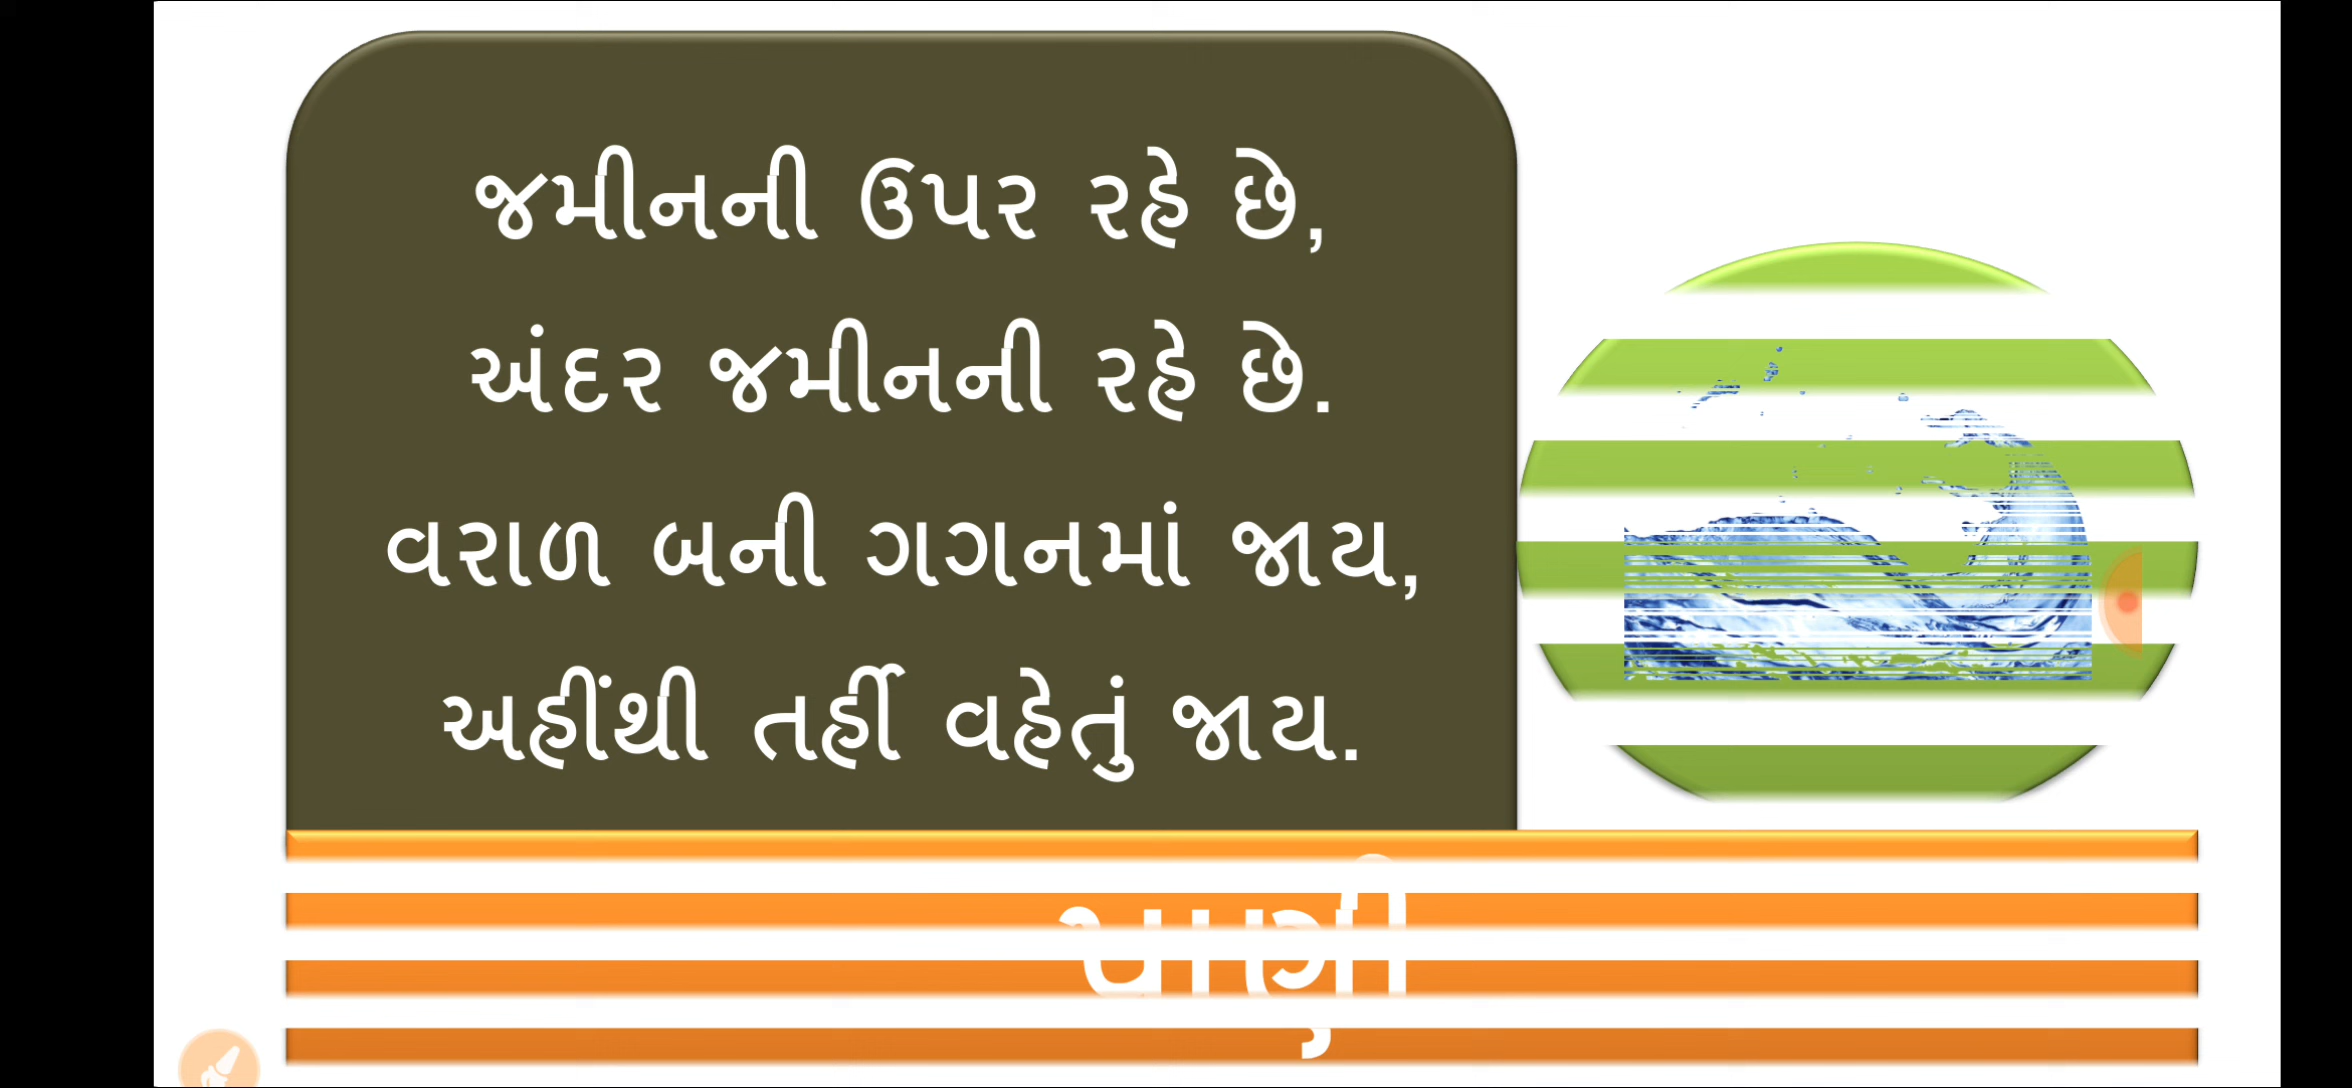 જમીનની ઉપર રહે છે,
અંદર જમીનની રહે છે.
વરાળ બની ગગનમાં જાય,
અહીંથી તહીં વહેતું જાય.
પાણી